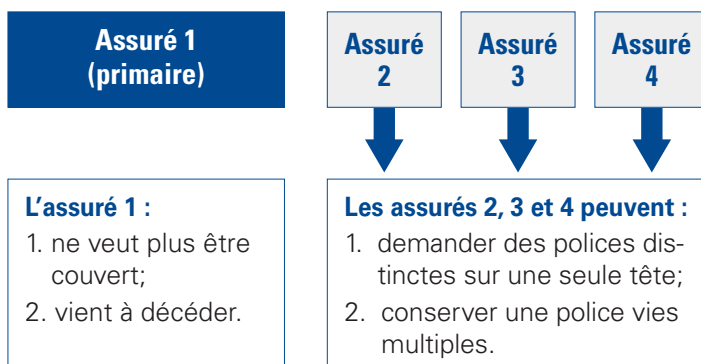 Assuré 1
(primaire)
Assuré
2
Assuré
3
Assuré
4
L'assuré 1 :
1. ne veut plus être
couvert;
2. vient à décéder.
Les assurés 2, 3 et 4 peuvent :
1. demander des polices dis-
tinctes sur une seule tête;
2. conserver une police vies
multiples.